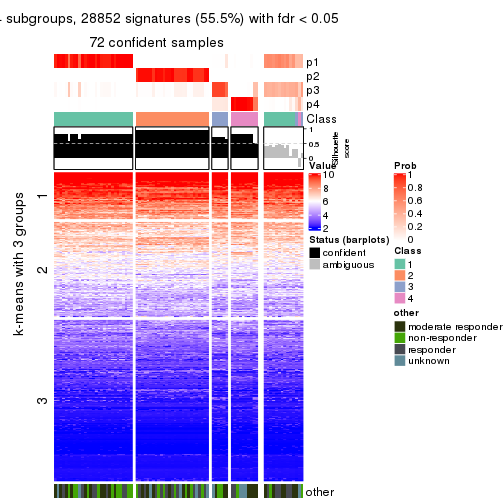 subgroups, 28852 signatures (55.5%) with fdr < 0.05
72 confident samples
p1
p2
p3
p4
Class
1
0.5
0
Silhouette
score
k-means with 3 groups
1
2
3
other
Value
10
8
6
4
2
Status (barplots)
confident
ambiguous
Prob
1
0.8
0.6
0.4
0.2
0
Class
1
2
3
4
other
moderate responder
non-responder
responder
unknown